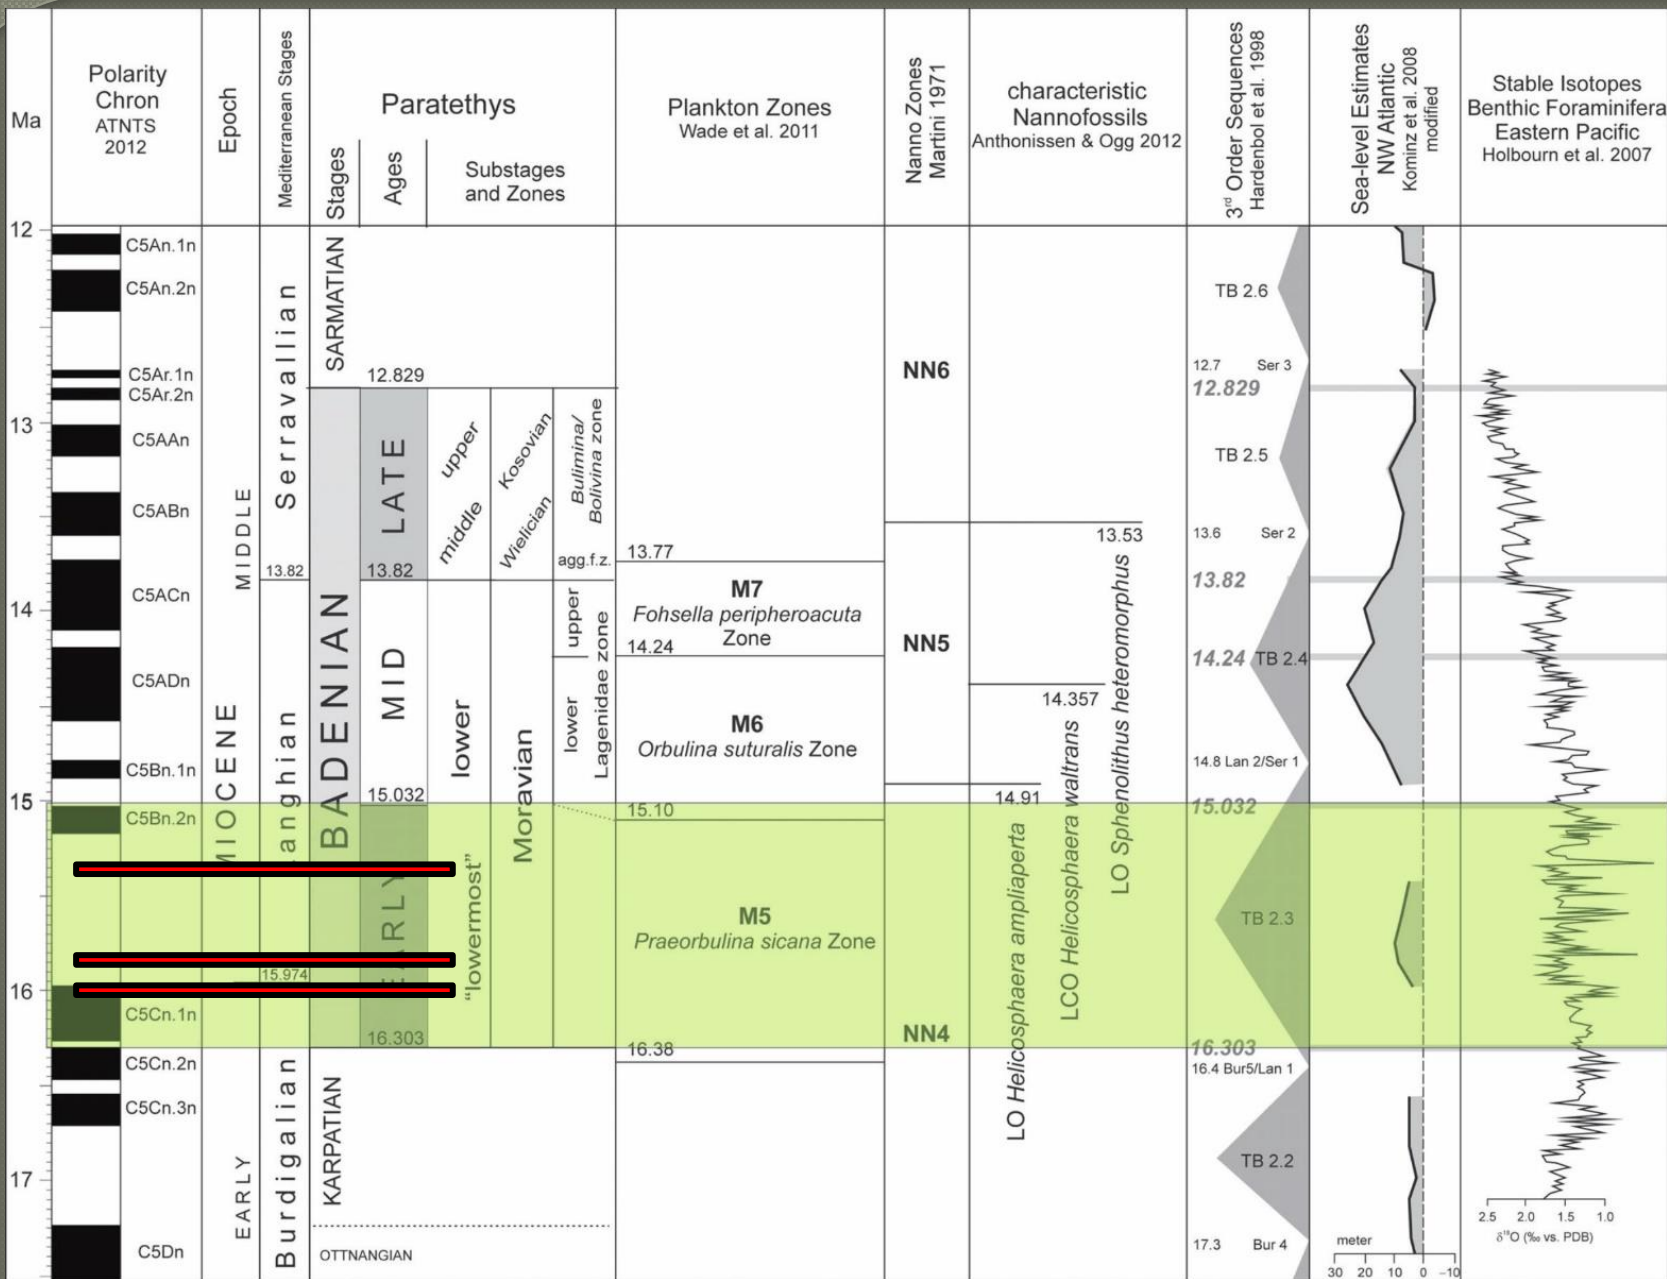 Ma
Polarity
Chron
ATNTS
2012
Epoch
Mediterranean Stages
Paratethys
Stages
Ages
Substages
and Zones
Plankton Zones
Wade et al. 2011
Nanno Zones
Martini 1971
characteristic
Nannofossils
Anthonissen & Ogg 2012
3rd Order Sequences
Hardenbol et al. 1998
Sea-level Estimates
NW Atlantic
Kominz et al. 2008
modified
Stable Isotopes
Benthic Foraminifera
Eastern Pacific
Holbourn et al. 2007
12
13
14
15
16
17
C5An.1n
C5An.2n
C5Ar.1n
C5Ar.2n
C5AAn
C5ABn
C5ACn
C5ADn
C5Bn.1n
C5Bn.2n
C5Cn.1n
C5Cn.2n
C5Cn.3n
C5Dn
MIDDLE
MIOCENE
EARLY
Serravallian
13.82
anghian
15.974
Burdigalian
SARMATIAN
BADENIAN
KARPATIAN
OTTNANGIAN
12.829
LATE
13.82
MID
15.032
EARLY
16.303
upper
middle
lower
"lowermost"
Kosovian
Wielician
Moravian
Bulimina/
Bolivina zone
agg.f.z.
upper
lower
Lagenidae zone
13.77
M7
Fohsella peripheroacuta
Zone
14.24
M6
Orbulina suturalis Zone
15.10
M5
Praeorbulina sicana Zone
16.38
NN6
NN5
NN4
13.53
14.357
14.91
LO Helicosphaera ampliaperta
LCO Helicosphaera waltrans
LO Sphenolithus heteromorphus
TB 2.6
12.7 Ser 3
12.829
TB 2.5
13.6 Ser 2
13.82
14.24 TB 2.4
14.8 Lan 2/Ser 1
15.032
TB 2.3
16.303
16.4 Bur5/Lan 1
TB 2.2
17.3 Bur 4
meter
30 20 10 0 -10
2.5 2.0 1.5 1.0
δ18O (‰ vs. PDB)